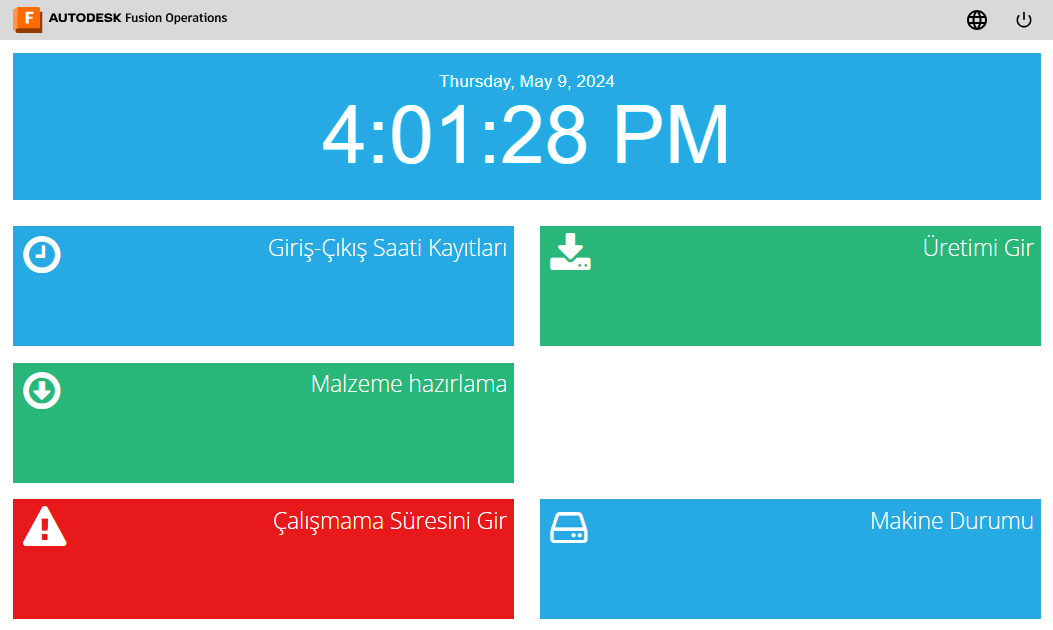 AUTODESK Fusion Operations
Thursday, May 9, 2024
4:01:28 PM
Giriş-Çıkış Saati Kayıtları
Üretimi Gir
Malzeme hazırlama
Çalışmama Süresini Gir
Makine Durumu